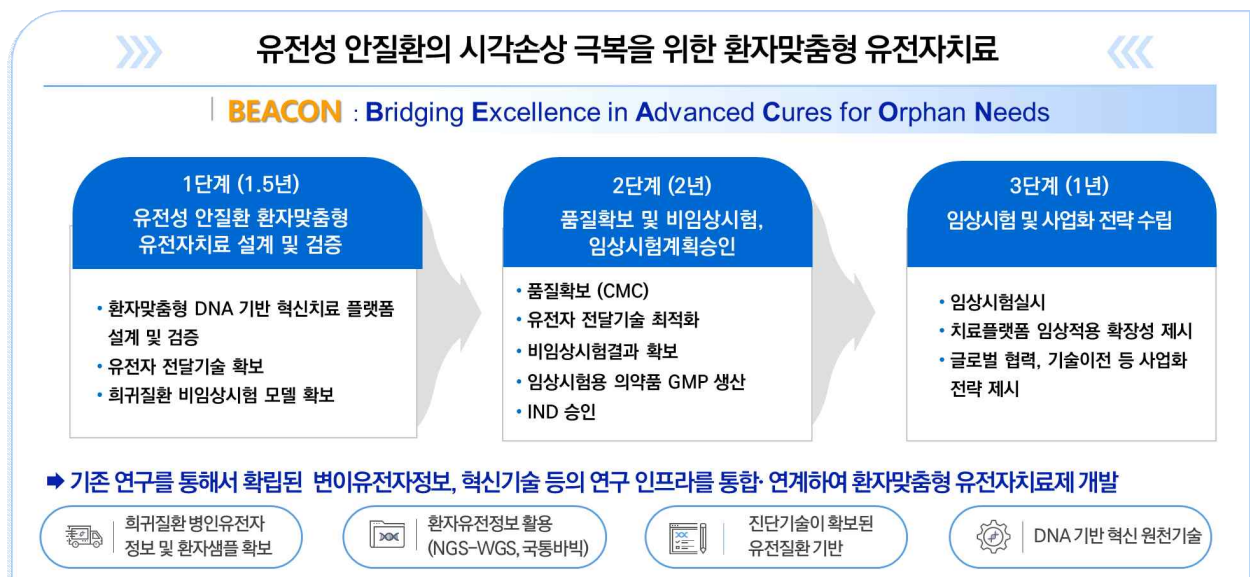 유전성 안질환의 시각손상 극복을 위한 환자맞춤형 유전자치료
BEACON : Bridging Excellence in Advanced Cures for Orphan Needs
1단계 (1.5년)
유전성 안질환 환자맞춤형
유전자치료 설계 및 검증
• 환자맞춤형 DNA 기반 혁신치료 플랫폼
설계 및 검증
• 유전자 전달기술 확보
• 희귀질환 비임상시험 모델 확보
2단계 (2년)
품질확보 및 비임상시험,
임상시험계획승인
• 품질확보 (CMC)
• 유전자 전달기술 최적화
• 비임상시험결과 확보
• 임상시험용 의약품 GMP 생산
• IND 승인
3단계 (1년)
임상시험 및 사업화 전략 수립
• 임상시험실시
• 치료플랫폼 임상적용 확장성 제시
• 글로벌 협력, 기술이전 등 사업화
전략 제시
➡ 기존 연구를 통해서 확립된 변이유전자정보, 혁신기술 등의 연구 인프라를 통합·연계하여 환자맞춤형 유전자치료제 개발
희귀질환 병인유전자
정보 및 환자샘플 확보
환자유전정보 활용
(NGS-WGS, 국통바빅)
진단기술이 확보된
유전질환 기반
DNA 기반 혁신 원천기술